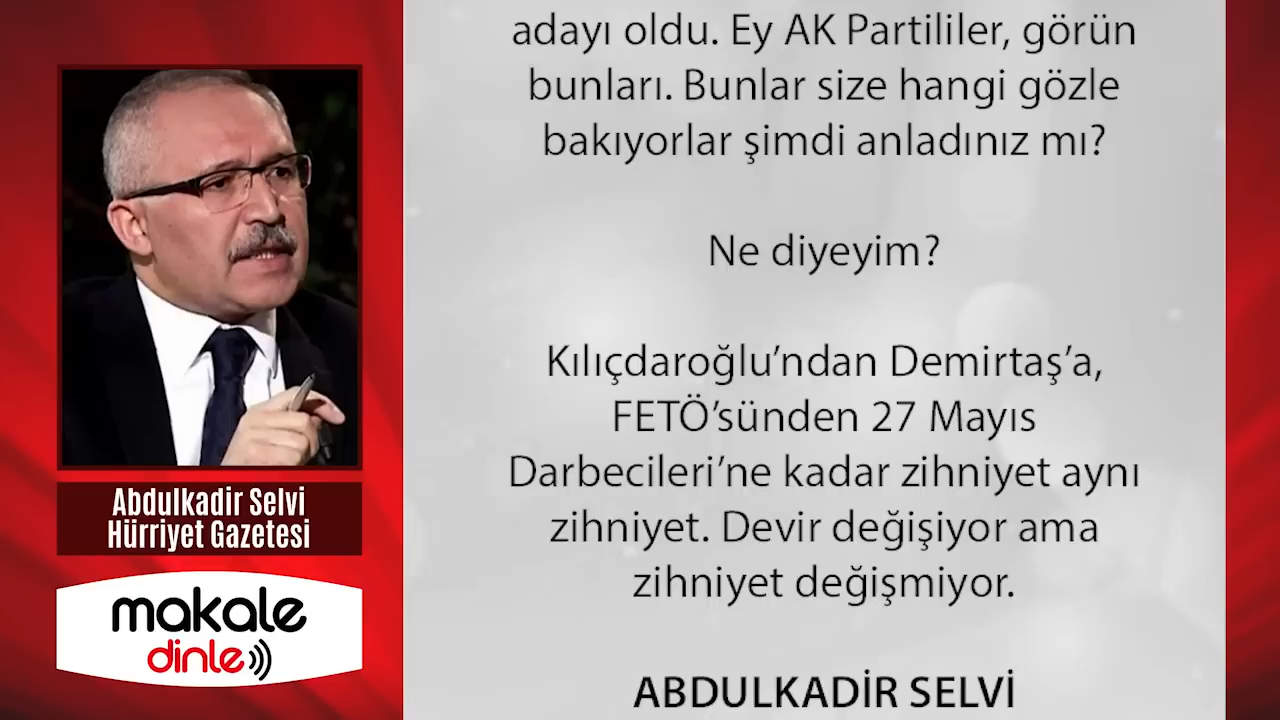 adayı oldu. Ey AK Partililer, görün
bunları. Bunlar size hangi gözle
bakıyorlar şimdi anladınız mı?
Ne diyeyim?
Kılıçdaroğlu’ndan Demirtaş’a,
FETÖ’sünden 27 Mayıs
Darbecileri’ne kadar zihniyet aynı
zihniyet. Devir değişiyor ama
zihniyet değişmiyor.
ABDULKADİR SELVİ
Abdulkadir Selvi
Hürriyet Gazetesi
makale
dinle